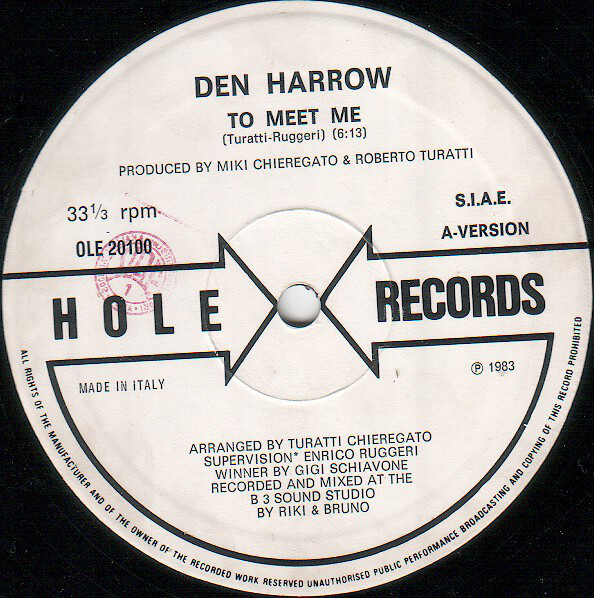 DEN HARROW
TO MEET ME
(Turatti-Ruggeri) (6:13)
PRODUCED BY MIKI CHIEREGATO & ROBERTO TURATTI
33 1/3 rpm
OLE 20100
S.I.A.E.
A-VERSION
HOLE RECORDS
MADE IN ITALY
℗ 1983
ARRANGED BY TURATTI CHIEREGATO
SUPERVISION* ENRICO RUGGERI
WINNER BY GIGI SCHIAVONE
RECORDED AND MIXED AT THE
B 3 SOUND STUDIO
BY RIKI & BRUNO
ALL RIGHTS OF THE MANUFACTURER AND OF THE OWNER OF THE RECORDED WORK RESERVED UNAUTHORISED PUBLIC PERFORMANCE BROADCASTING AND COPYING OF THIS RECORD PROHIBITED